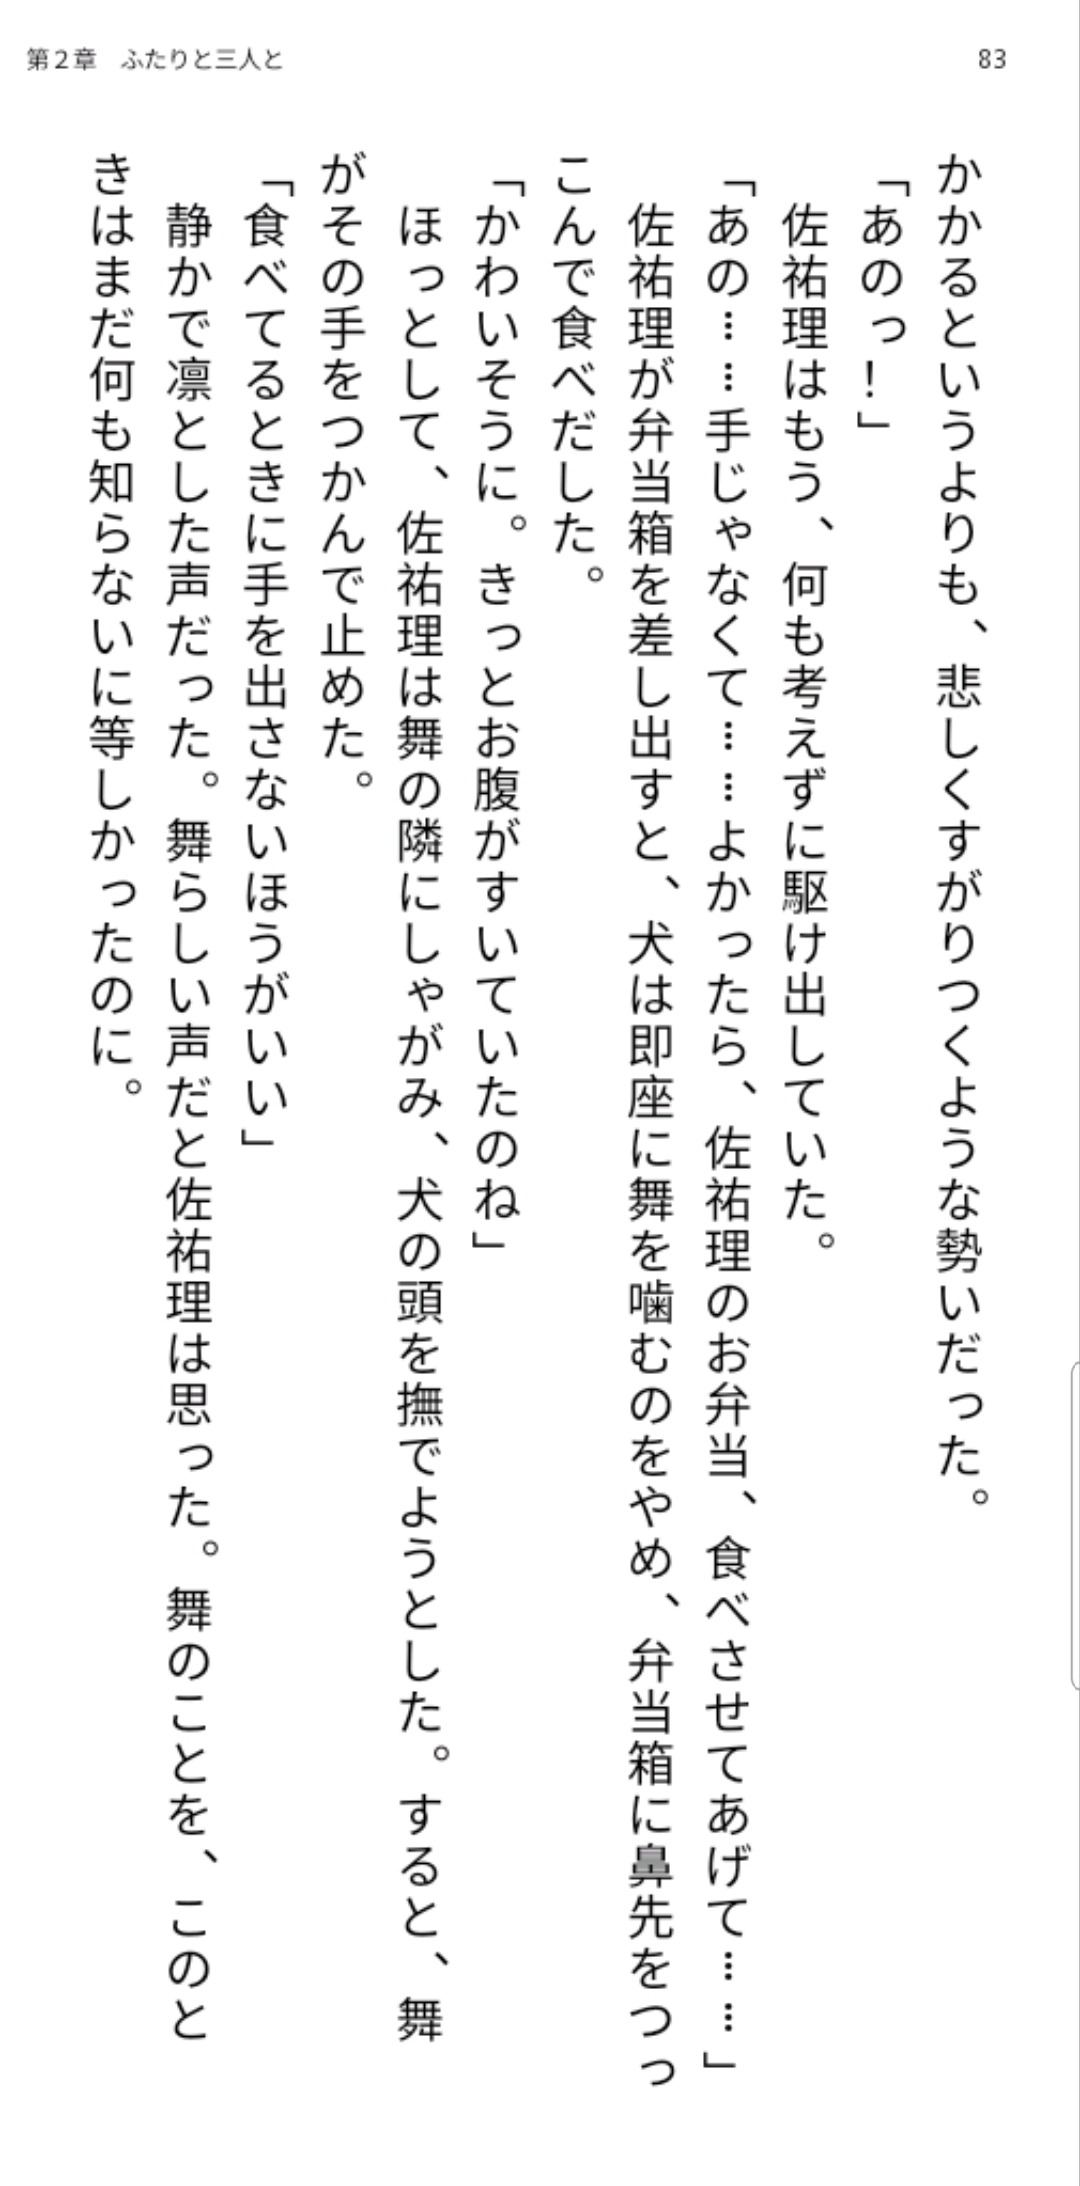 第２章　ふたりと三人と
83
かかるというよりも、悲しくすがりつくような勢いだった。
「あのっ！」
　佐祐理はもう、何も考えずに駆け出していた。
「あの……手じゃなくて……よかったら、佐祐理のお弁当、食べさせてあげて……」
　佐祐理が弁当箱を差し出すと、犬は即座に舞を噛むのをやめ、弁当箱に鼻先をつっ
こんで食べだした。
「かわいそうに。きっとお腹がすいていたのね」
　ほっとして、佐祐理は舞の隣にしゃがみ、犬の頭を撫でようとした。すると、舞
がその手をつかんで止めた。
「食べてるときに手を出さないほうがいい」
　静かで凛とした声だった。舞らしい声だと佐祐理は思った。舞のことを、このと
きはまだ何も知らないに等しかったのに。